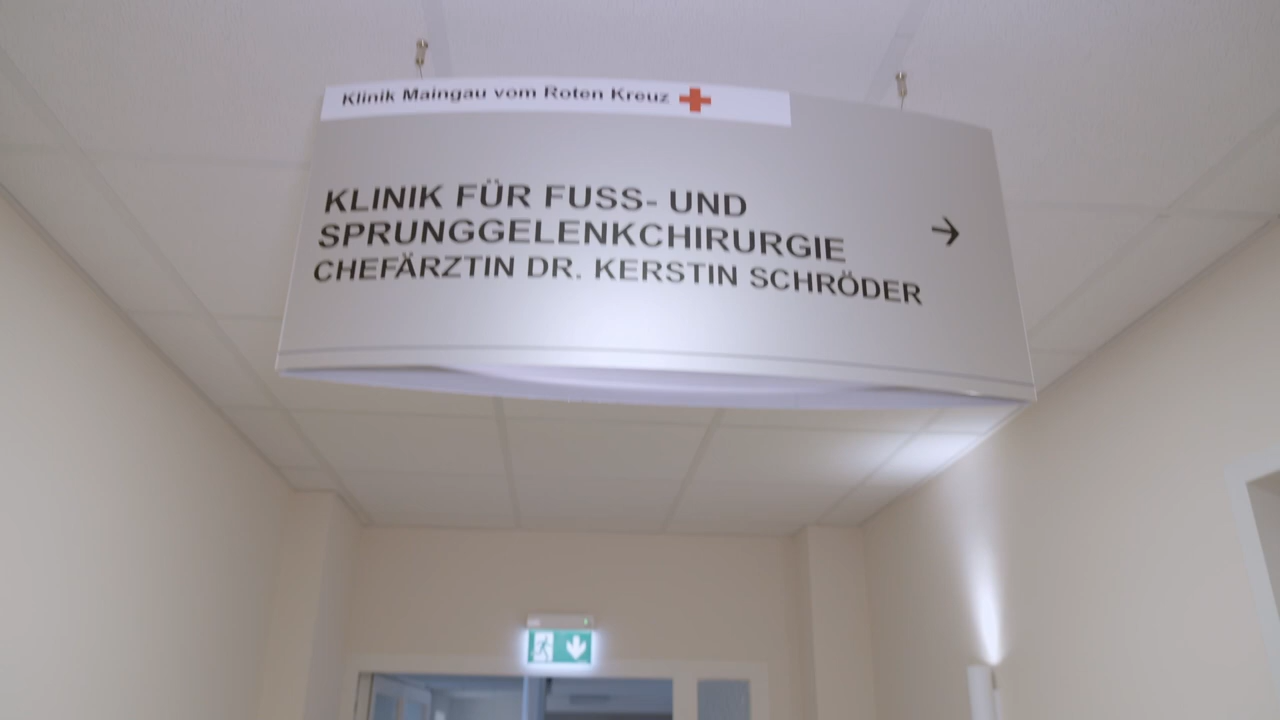 Klinik Maingau vom Roten Kreuz
KLINIK FÜR FUSS- UND
SPRUNGGELENKCHIRURGIE
CHEFÄRZTIN DR. KERSTIN SCHRÖDER